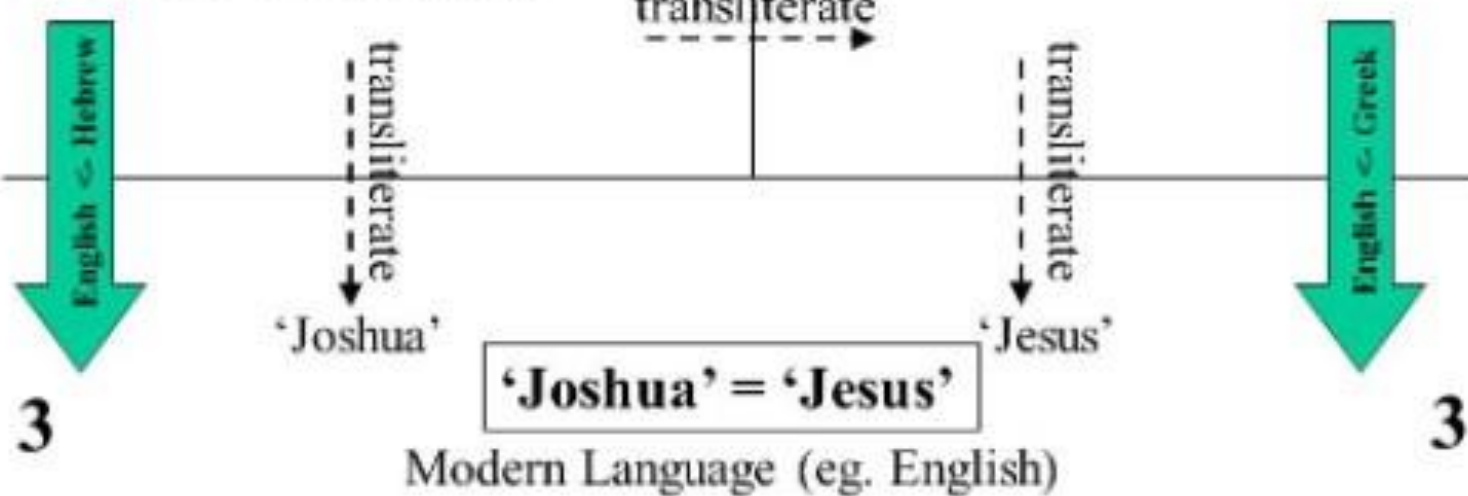 transliterate
English <- Hebrew
transliterate
transliterate
English <- Greek
‘Joshua’
‘Jesus’
‘Joshua’ = ‘Jesus’
3
3
Modern Language (eg. English)